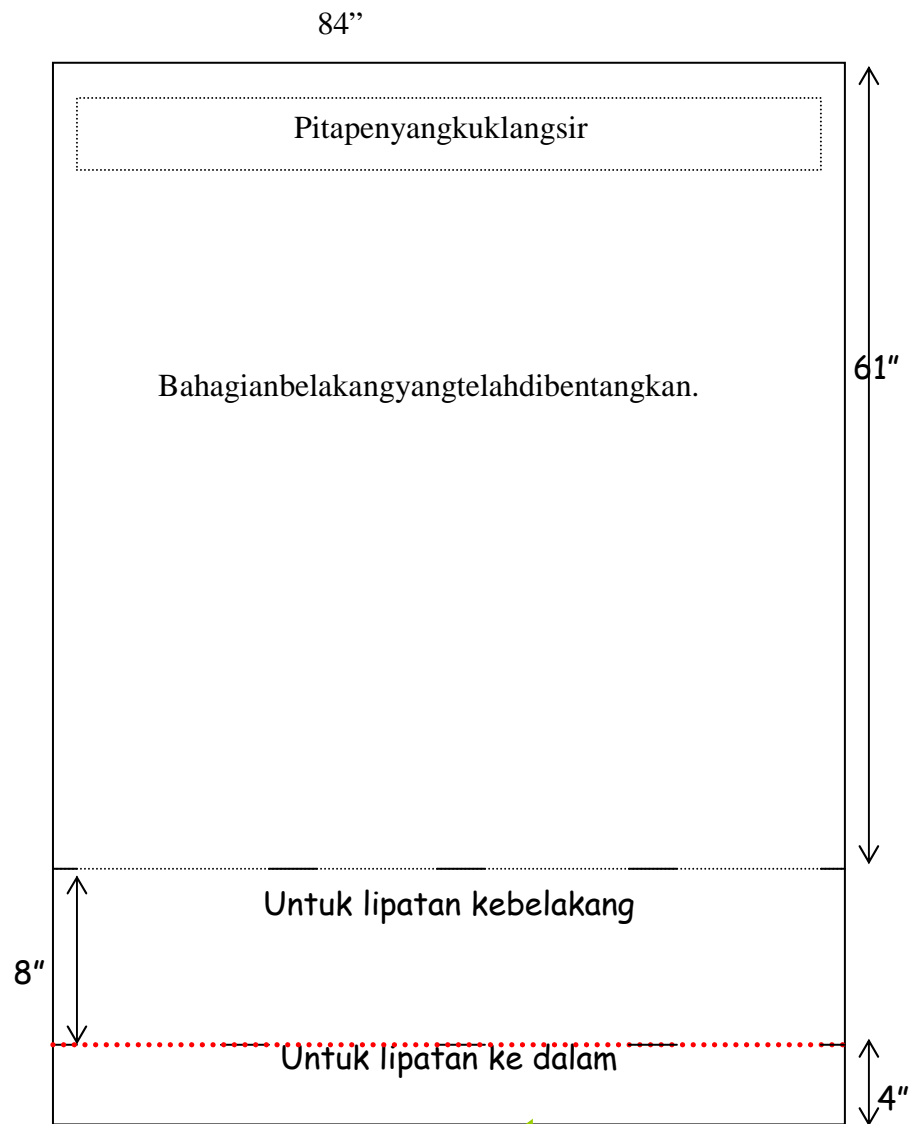 84”
Pitapenyangkuklangsir
61"
Bahagianbelakangyangtelahdibentangkan.
Untuk lipatan kebelakang
8"
Untuk lipatan ke dalam
4"